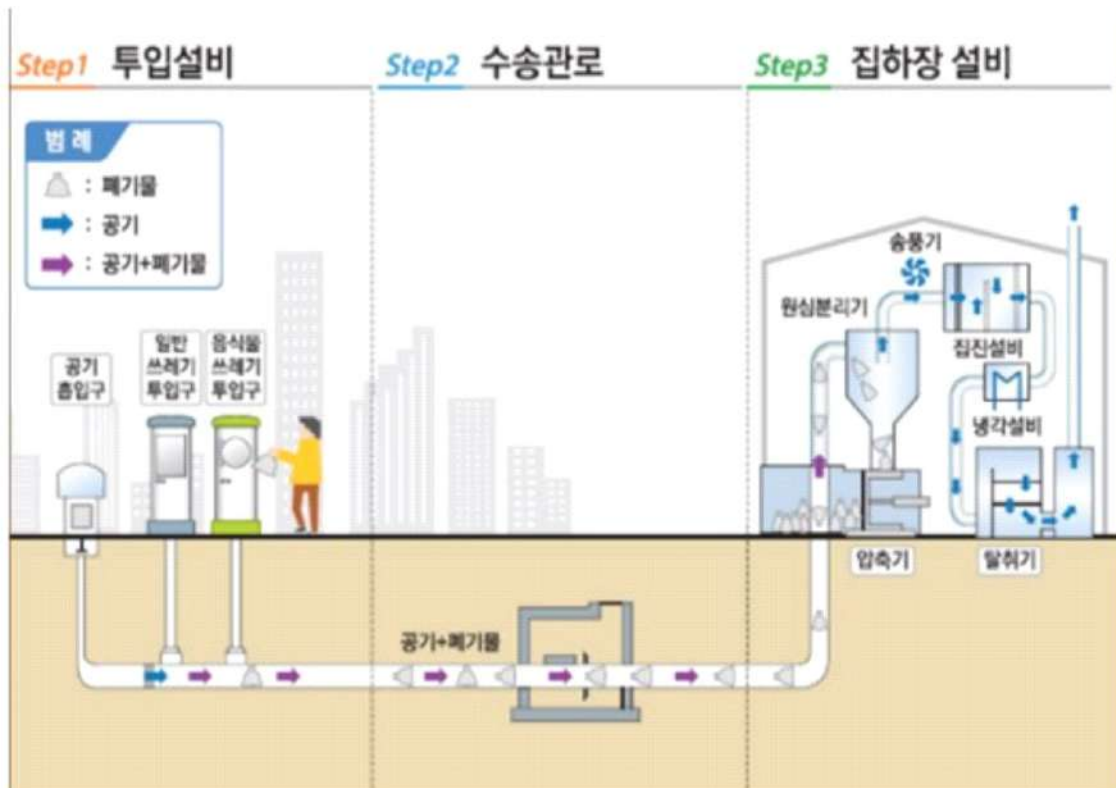 Step1 투입설비
Step2 수송관로
Step3 집하장 설비
범 례
: 폐기물
: 공기
: 공기+폐기물
공기
흡입구
일반
쓰레기
투입구
음식물
쓰레기
투입구
공기+폐기물
송풍기
원심분리기
집진설비
냉각설비
압축기
탈취기